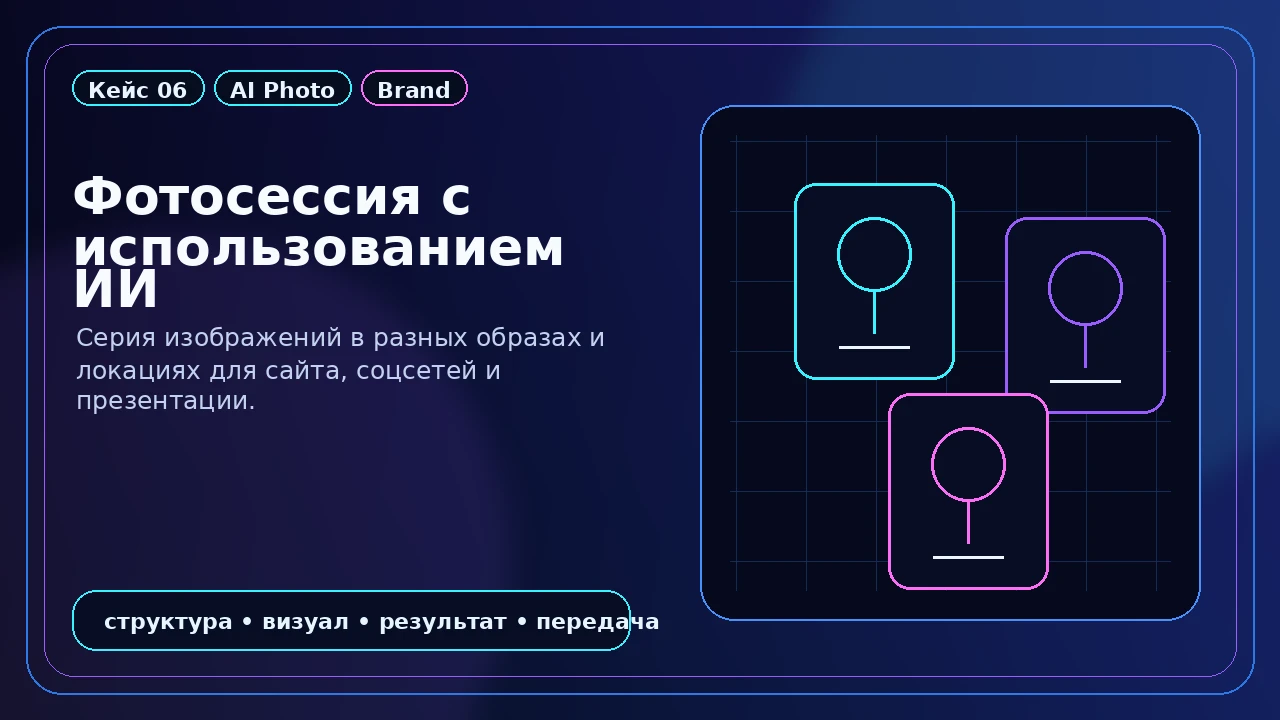 Кейс 06 AI Photo Brand
Фотосессия с
использованием
ИИ
Серия изображений в разных образах и
локациях для сайта, соцсетей и
презентации.
структура • визуал • результат • передача